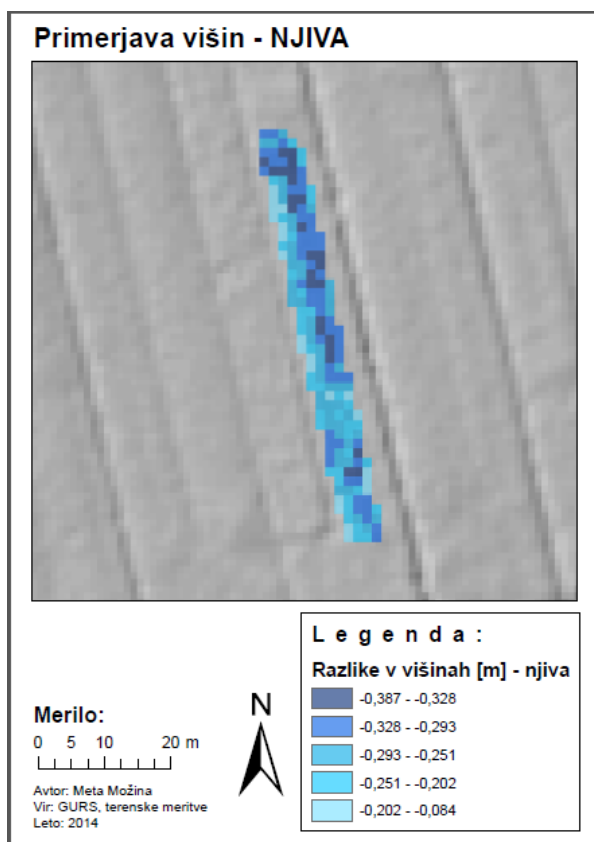 Primerjava višin - NJIVA
L e g e n d a :
Razlike v višinah [m] - njiva
-0,387 - -0,328
-0,328 - -0,293
-0,293 - -0,251
-0,251 - -0,202
-0,202 - -0,084
Merilo:
0 5 10 20 m
N
Avtor: Meta Možina
Vir: GURS, terenske meritve
Leto: 2014